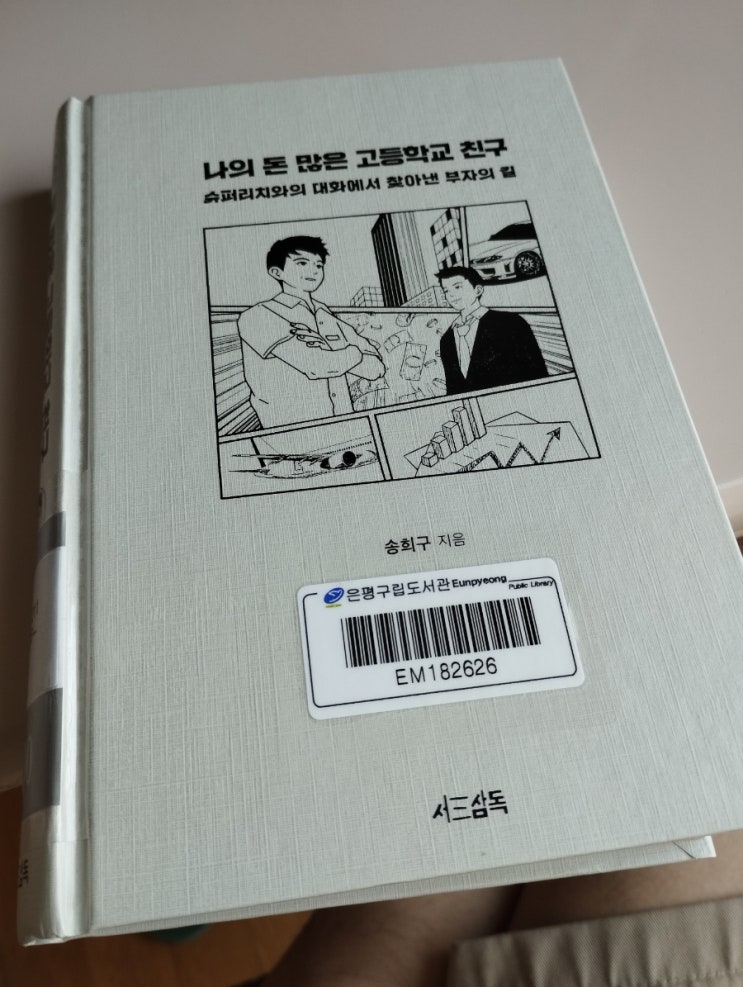 나의 돈 많은 고등학교 친구
슈퍼리치와의 대화에서 찾아낸 부자의 길
송희구 지음
은평구립도서관 Eunpyeong Public Library
EM182626
서삼독